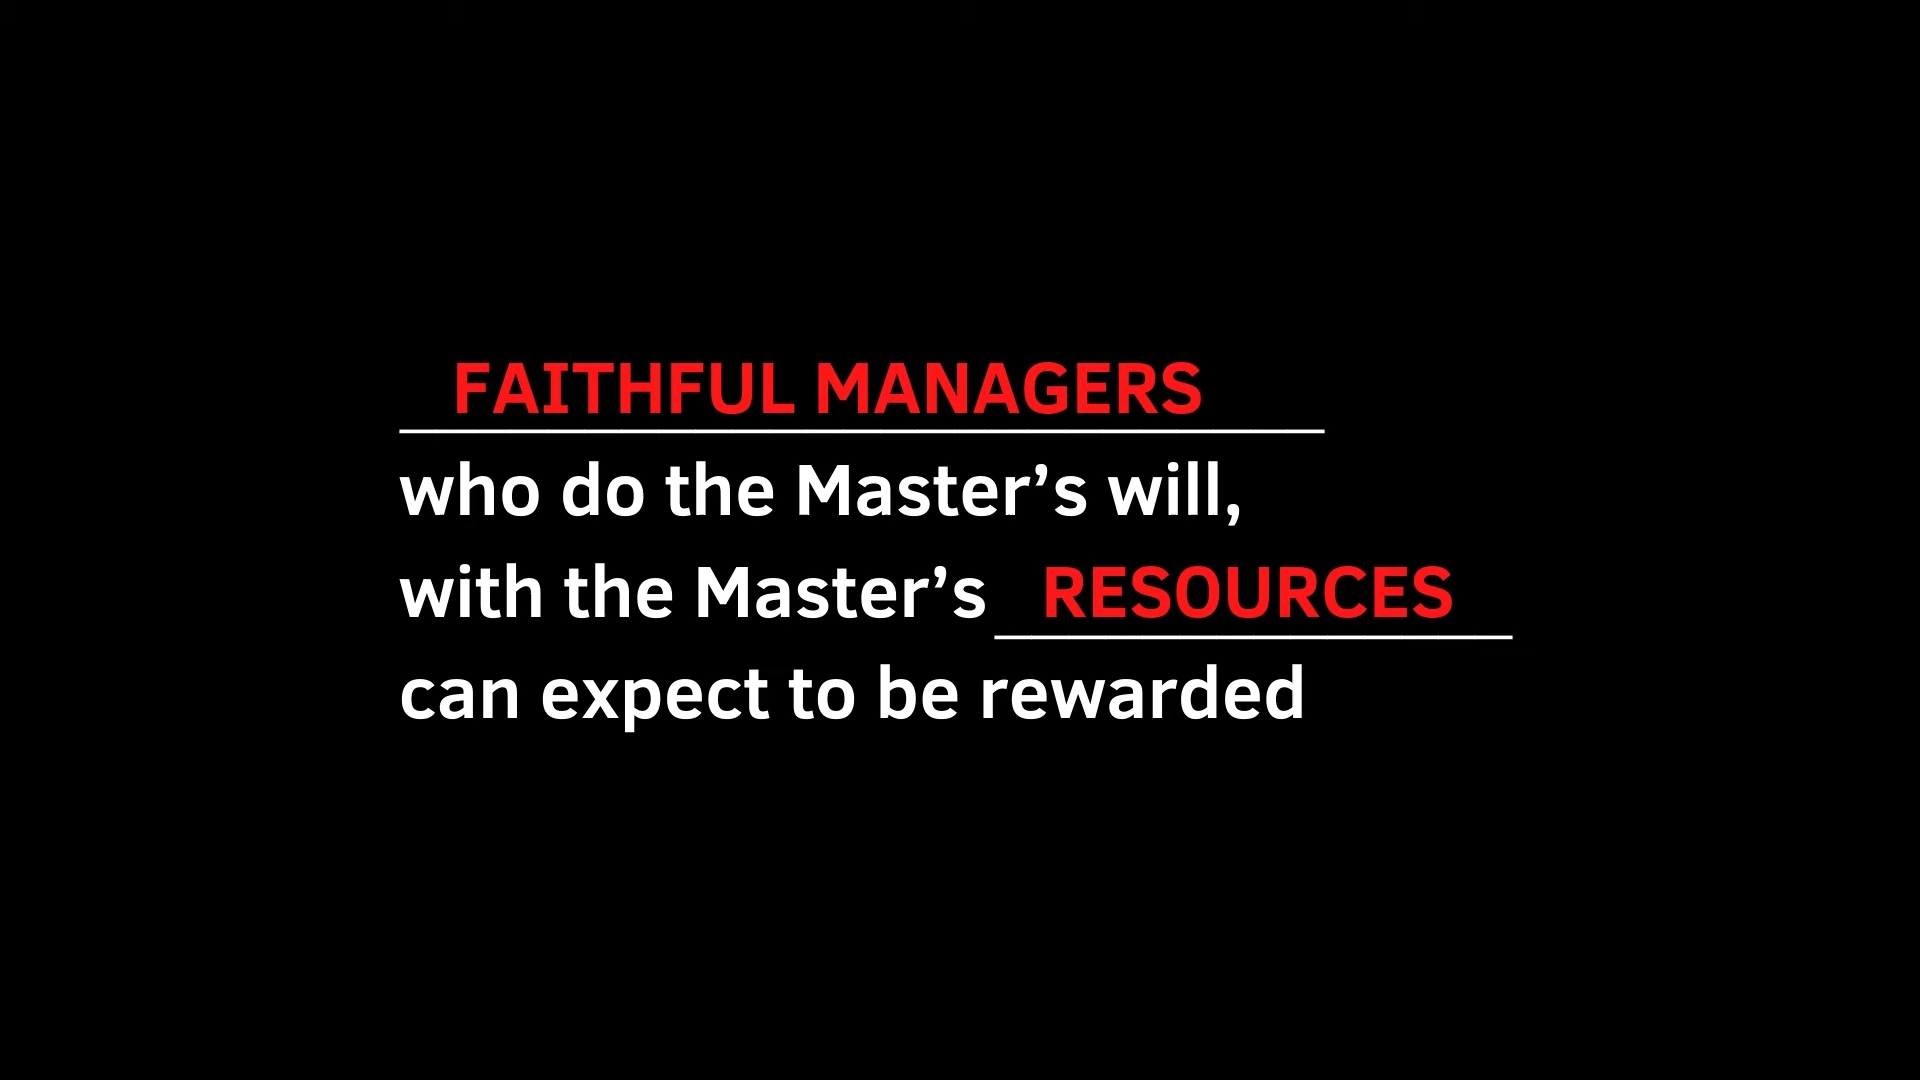 FAITHFUL MANAGERS
who do the Master’s will,
with the Master’s RESOURCES
can expect to be rewarded